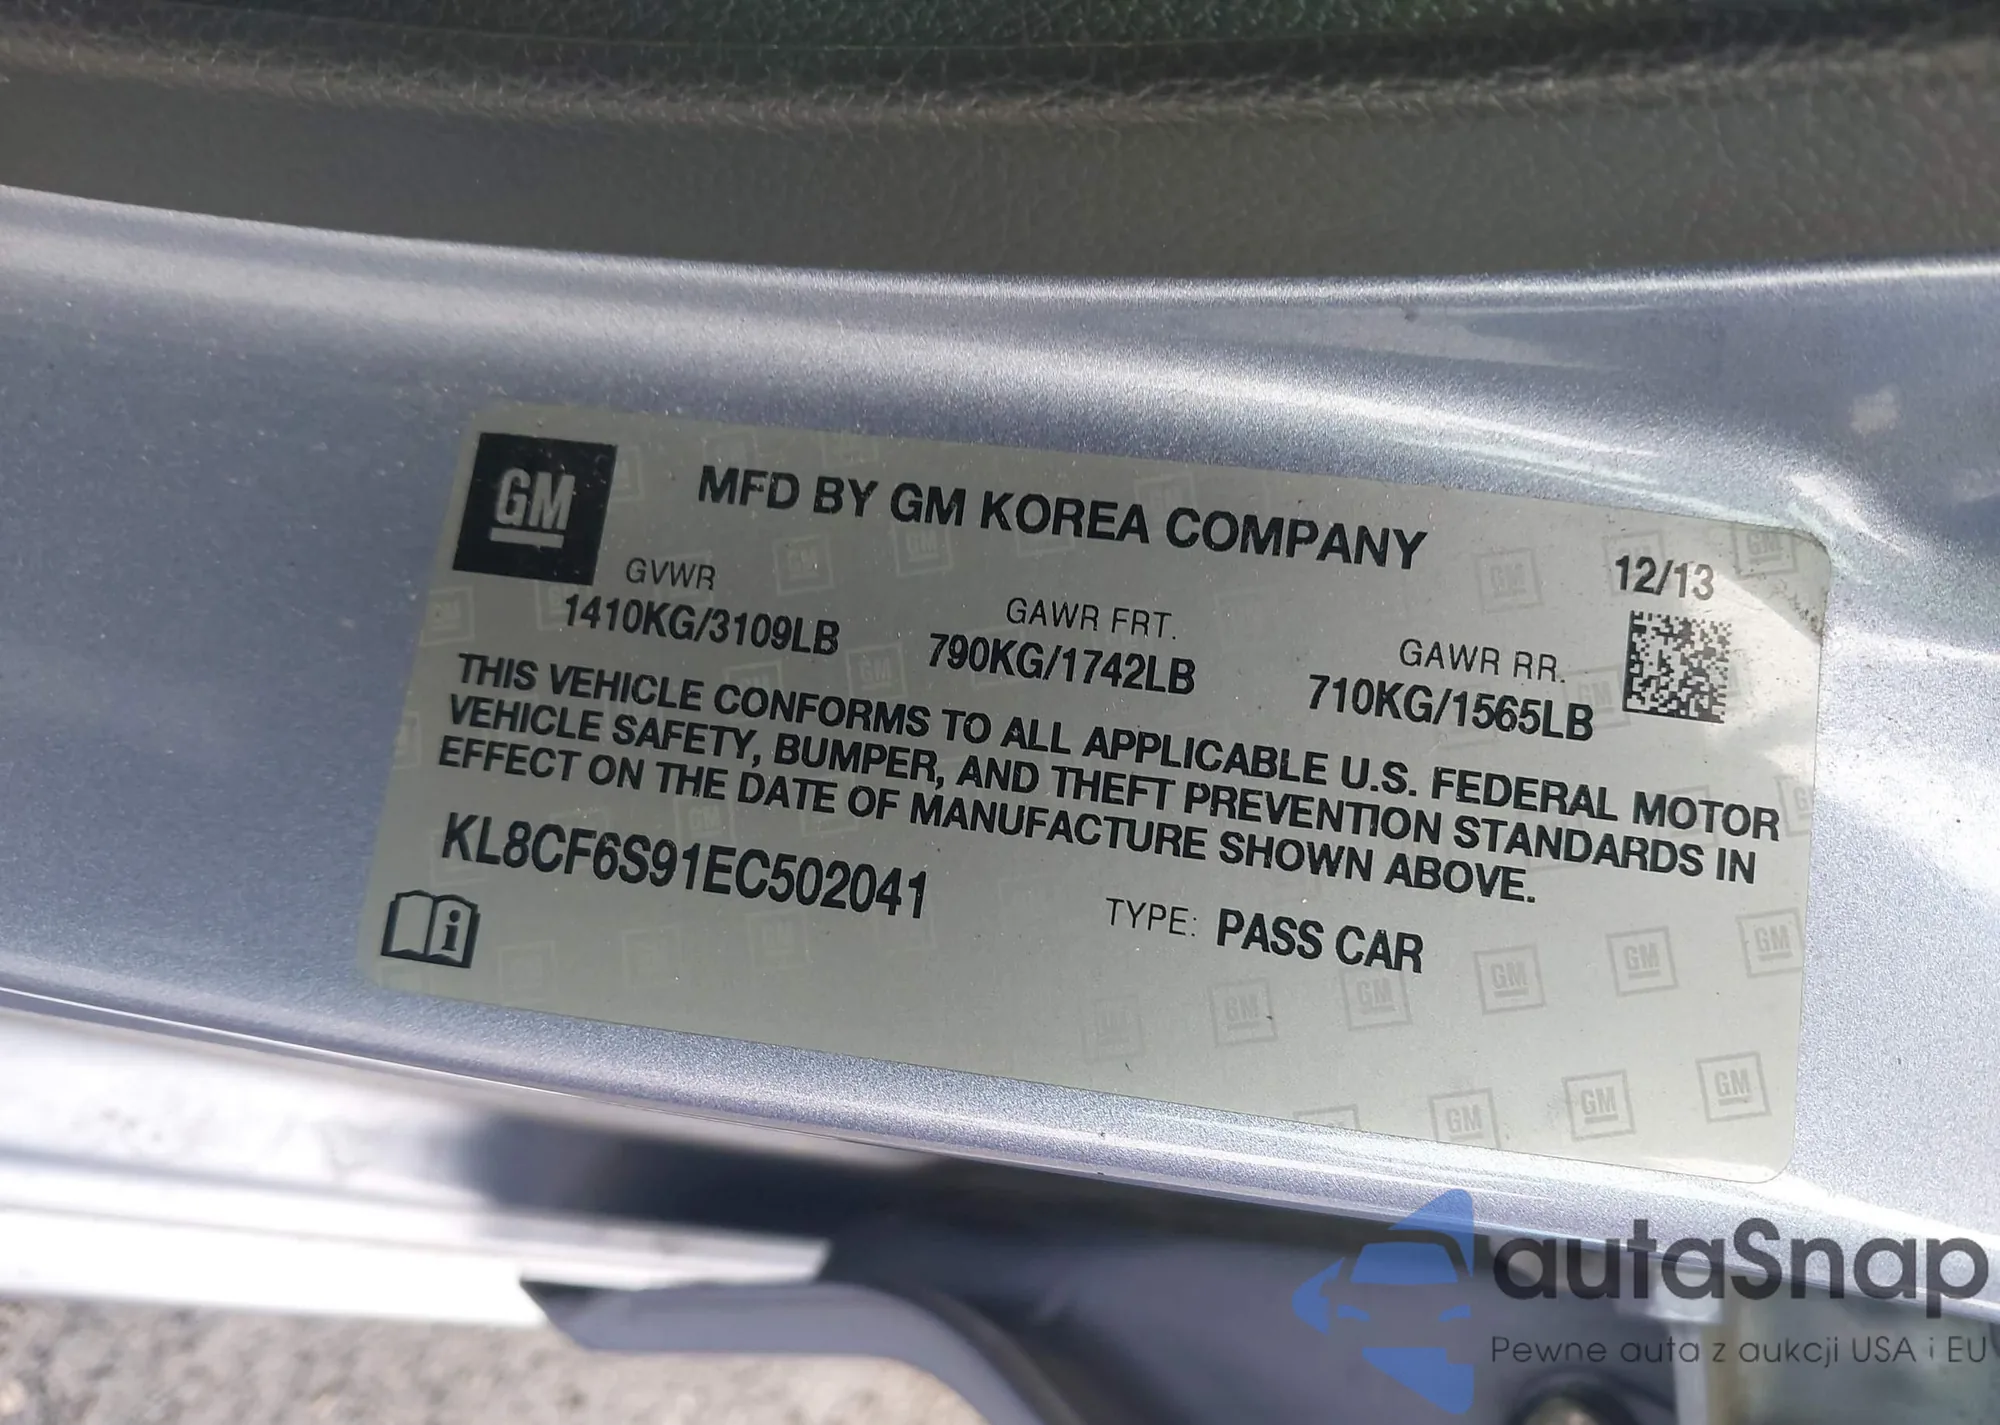 GM
MFD BY GM KOREA COMPANY
12/13
GVWR
1410KG/3109LB
GAWR FRT.
790KG/1742LB
GAWR RR.
710KG/1565LB
THIS VEHICLE CONFORMS TO ALL APPLICABLE U.S. FEDERAL MOTOR
VEHICLE SAFETY, BUMPER, AND THEFT PREVENTION STANDARDS IN
EFFECT ON THE DATE OF MANUFACTURE SHOWN ABOVE.
KL8CF6S91EC502041
TYPE: PASS CAR
autaSnap
Pewne auta z aukcji USA i EU